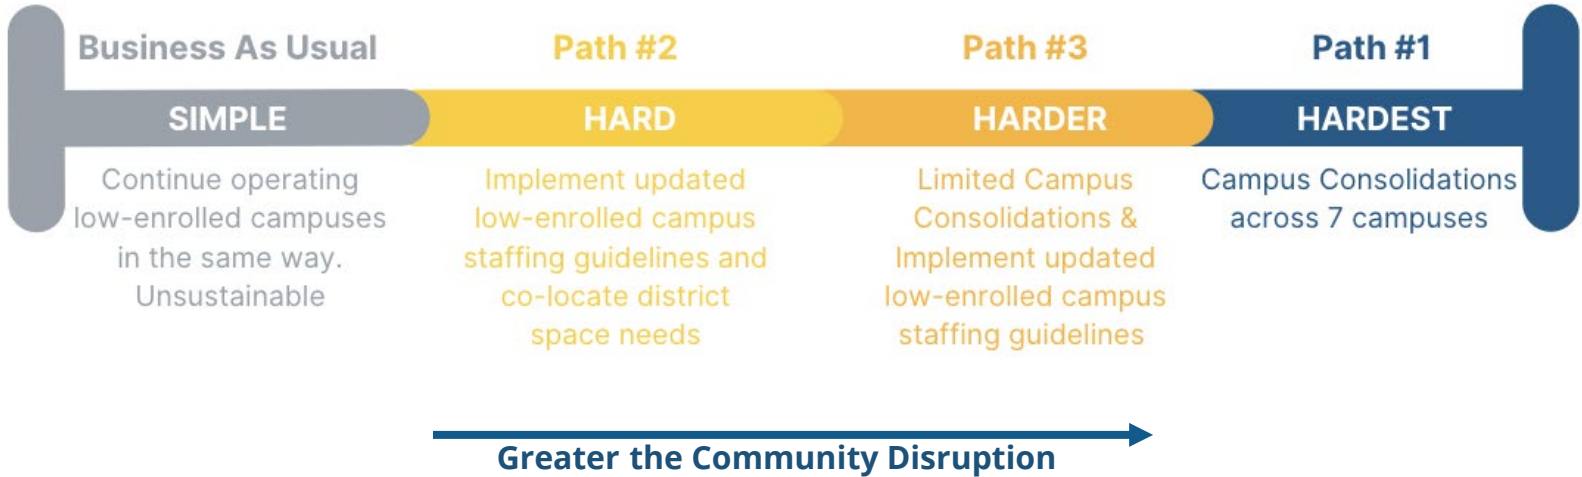 Business As Usual
SIMPLE
Continue operating
low-enrolled campuses
in the same way.
Unsustainable
Path #2
HARD
Implement updated
low-enrolled campus
staffing guidelines and
co-locate district
space needs
Path #3
HARDER
Limited Campus
Consolidations &
Implement updated
low-enrolled campus
staffing guidelines
Path #1
HARDEST
Campus Consolidations
across 7 campuses
Greater the Community Disruption